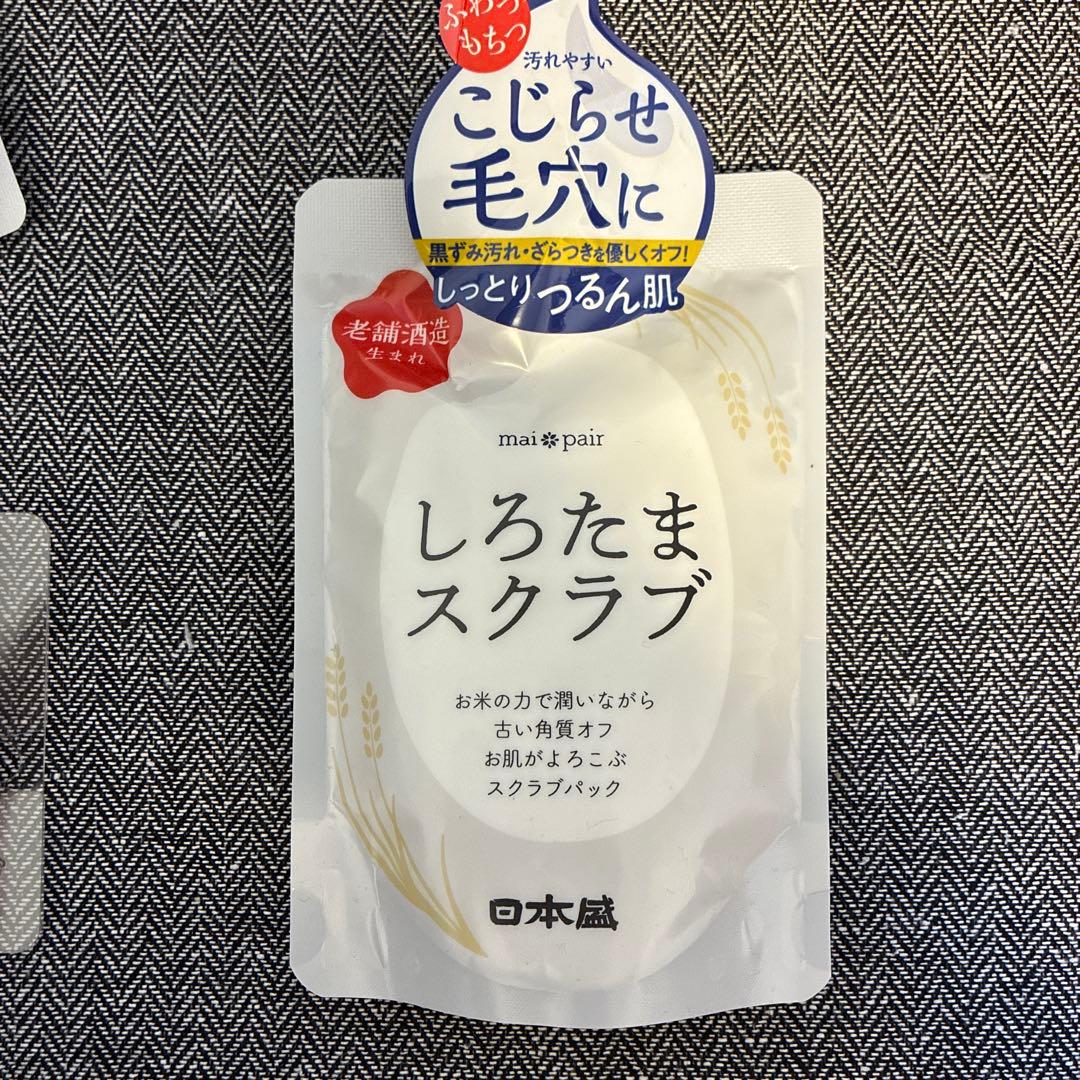 もちつ
汚れやすい
こじらせ
毛穴に
黒ずみ汚れ・ざらつきを優しくオフ!
しっとりつるん肌
老舗酒造
生まれ
mai pair
しろたま
スクラブ
お米の力で潤いながら
古い角質オフ
お肌がよろこぶ
スクラブパック
日本盛